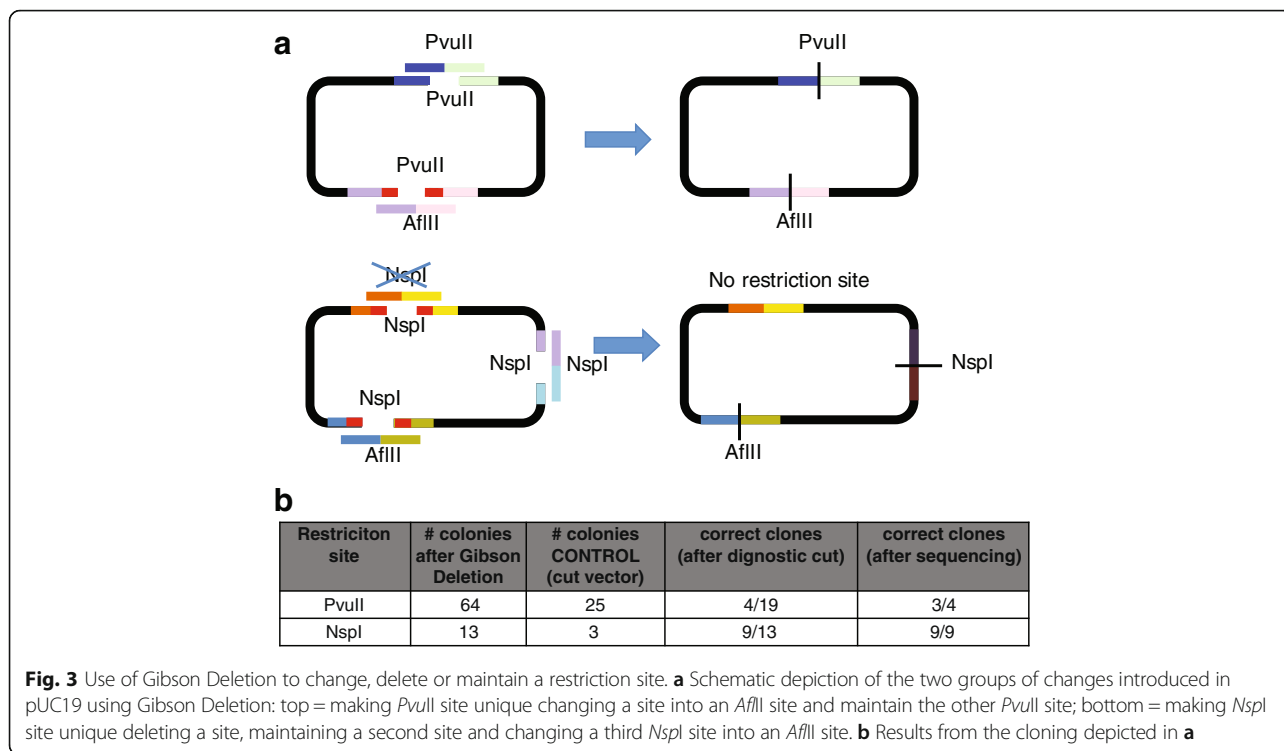 a
PvuII
PvuII
PvuII
AflII
PvuII
AflII
NspI
NspI
NspI
NspI
NspI
AflII
No restriction site
NspI
AflII
b
Restriciton site | # colonies after Gibson Deletion | # colonies CONTROL (cut vector) | correct clones (after dignostic cut) | correct clones (after sequencing)
PvuII | 64 | 25 | 4/19 | 3/4
NspI | 13 | 3 | 9/13 | 9/9
Fig. 3 Use of Gibson Deletion to change, delete or maintain a restriction site. a Schematic depiction of the two groups of changes introduced in
pUC19 using Gibson Deletion: top = making PvuII site unique changing a site into an AflII site and maintain the other PvuII site; bottom = making NspI
site unique deleting a site, maintaining a second site and changing a third NspI site into an AflII site. b Results from the cloning depicted in a